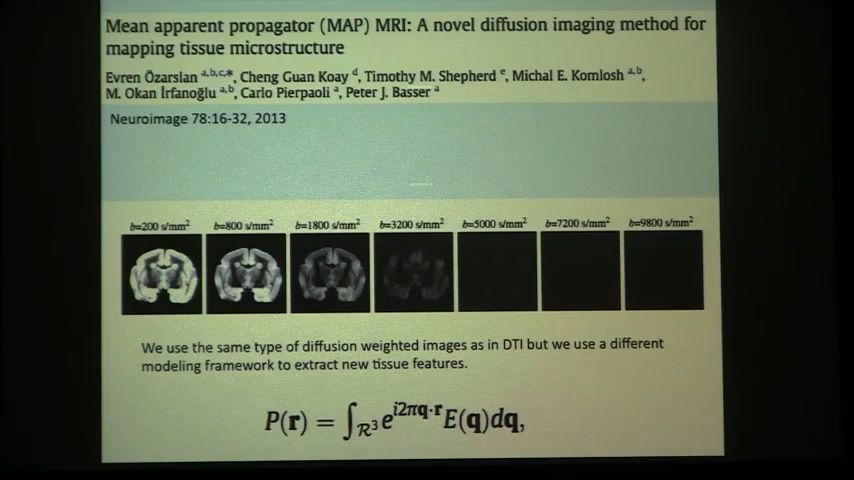 Mean apparent propagator (MAP) MRI: A novel diffusion imaging method for
mapping tissue microstructure
Evren Özarslan a,b,c,*, Cheng Guan Koay d, Timothy M. Shepherd e, Michal E. Komlosh a,b,
M. Okan İrfanoğlu a,b, Carlo Pierpaoli a, Peter J. Basser a
Neuroimage 78:16-32, 2013
b=200 s/mm² b=800 s/mm² b=1800 s/mm² b=3200 s/mm² b=5000 s/mm² b=7200 s/mm² b=9800 s/mm²
We use the same type of diffusion weighted images as in DTI but we use a different
modeling framework to extract new tissue features.
P(r) = ∫_ℛ³ e^{i2πq·r} E(q)dq,